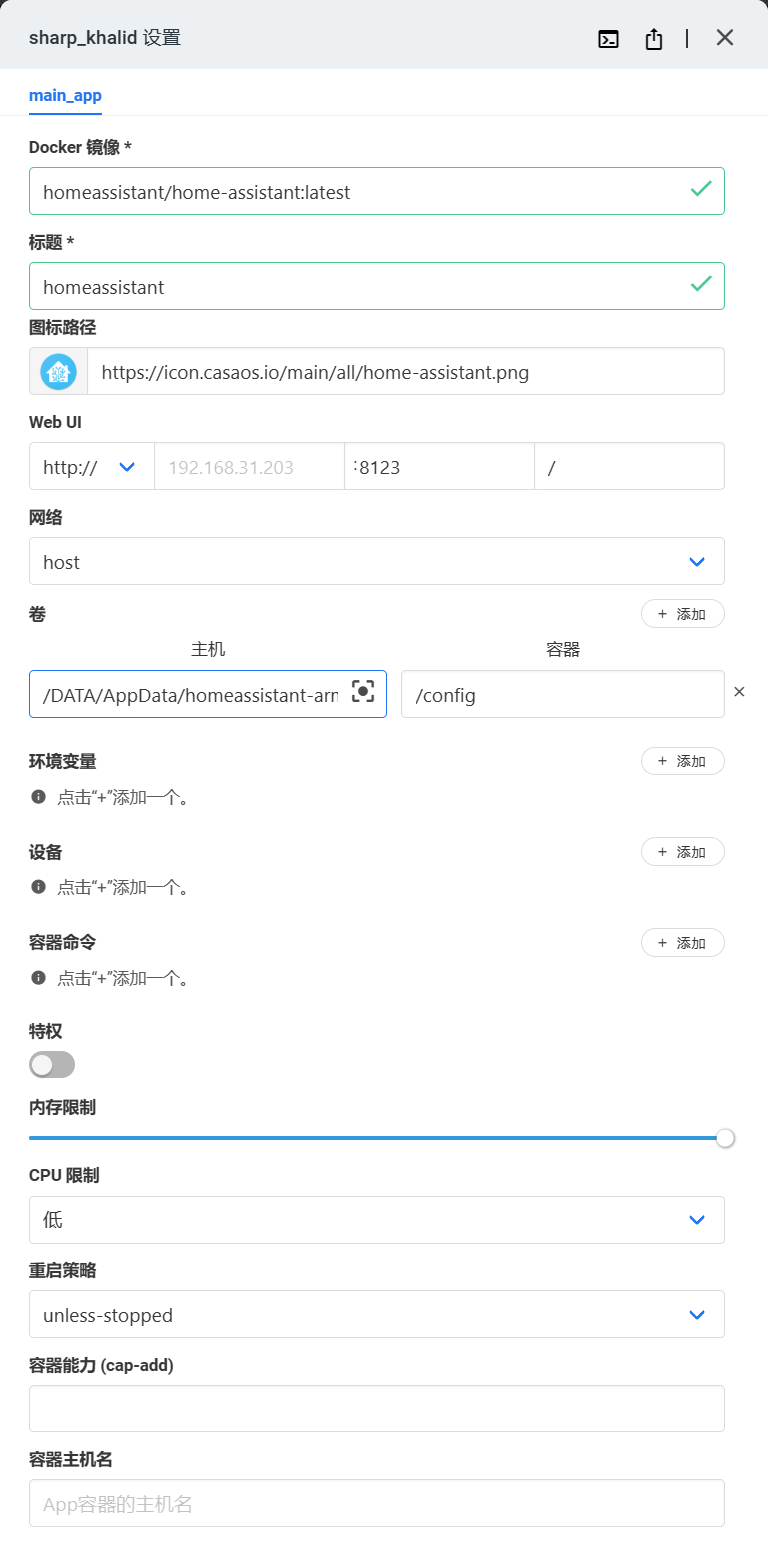 sharp_khalid 设置
main_app
Docker 镜像 *
homeassistant/home-assistant:latest
标题 *
homeassistant
图标路径
https://icon.casaos.io/main/all/home-assistant.png
Web UI
http:// 192.168.31.203 :8123 /
网络
host
卷 + 添加
主机 容器
/DATA/AppData/homeassistant-arm /config
环境变量 + 添加
点击“+”添加一个。
设备 + 添加
点击“+”添加一个。
容器命令 + 添加
点击“+”添加一个。
特权
内存限制
CPU 限制
低
重启策略
unless-stopped
容器能力 (cap-add)
容器主机名
App容器的主机名